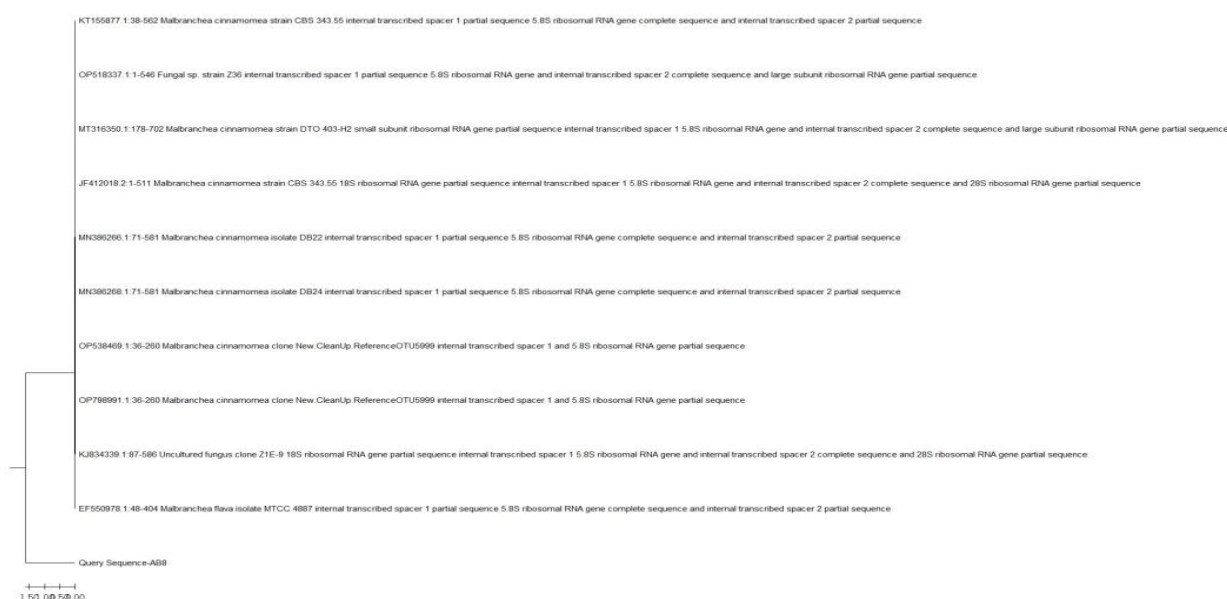 KT155877.1:38-562 Malbranchea cinnamomea strain CBS 343.55 internal transcribed spacer 1 partial sequence 5.8S ribosomal RNA gene complete sequence and internal transcribed spacer 2 partial sequence
OP518337.1:1-546 Fungal sp. strain Z36 internal transcribed spacer 1 partial sequence 5.8S ribosomal RNA gene and internal transcribed spacer 2 complete sequence and large subunit ribosomal RNA gene partial sequence
MT316350.1:178-702 Malbranchea cinnamomea strain DTO 403-H2 small subunit ribosomal RNA gene partial sequence internal transcribed spacer 1 5.8S ribosomal RNA gene and internal transcribed spacer 2 complete sequence and large subunit ribosomal RNA gene partial sequence
JF412018.2:1-511 Malbranchea cinnamomea strain CBS 343.55 18S ribosomal RNA gene partial sequence internal transcribed spacer 1 5.8S ribosomal RNA gene and internal transcribed spacer 2 complete sequence and 28S ribosomal RNA gene partial sequence
MN386266.1:71-581 Malbranchea cinnamomea isolate DB22 internal transcribed spacer 1 partial sequence 5.8S ribosomal RNA gene complete sequence and internal transcribed spacer 2 partial sequence
MN386268.1:71-581 Malbranchea cinnamomea isolate DB24 internal transcribed spacer 1 partial sequence 5.8S ribosomal RNA gene complete sequence and internal transcribed spacer 2 partial sequence
OP538469.1:36-260 Malbranchea cinnamomea clone New.CleanUp.ReferenceOTU5999 internal transcribed spacer 1 and 5.8S ribosomal RNA gene partial sequence
OP798991.1:36-260 Malbranchea cinnamomea clone New.CleanUp.ReferenceOTU5999 internal transcribed spacer 1 and 5.8S ribosomal RNA gene partial sequence
KJ834339.1:87-586 Uncultured fungus clone Z1E-9 18S ribosomal RNA gene partial sequence internal transcribed spacer 1 5.8S ribosomal RNA gene and internal transcribed spacer 2 complete sequence and 28S ribosomal RNA gene partial sequence
EF550978.1:48-404 Malbranchea flava isolate MTCC 4887 internal transcribed spacer 1 partial sequence 5.8S ribosomal RNA gene complete sequence and internal transcribed spacer 2 partial sequence
Query Sequence-AB8